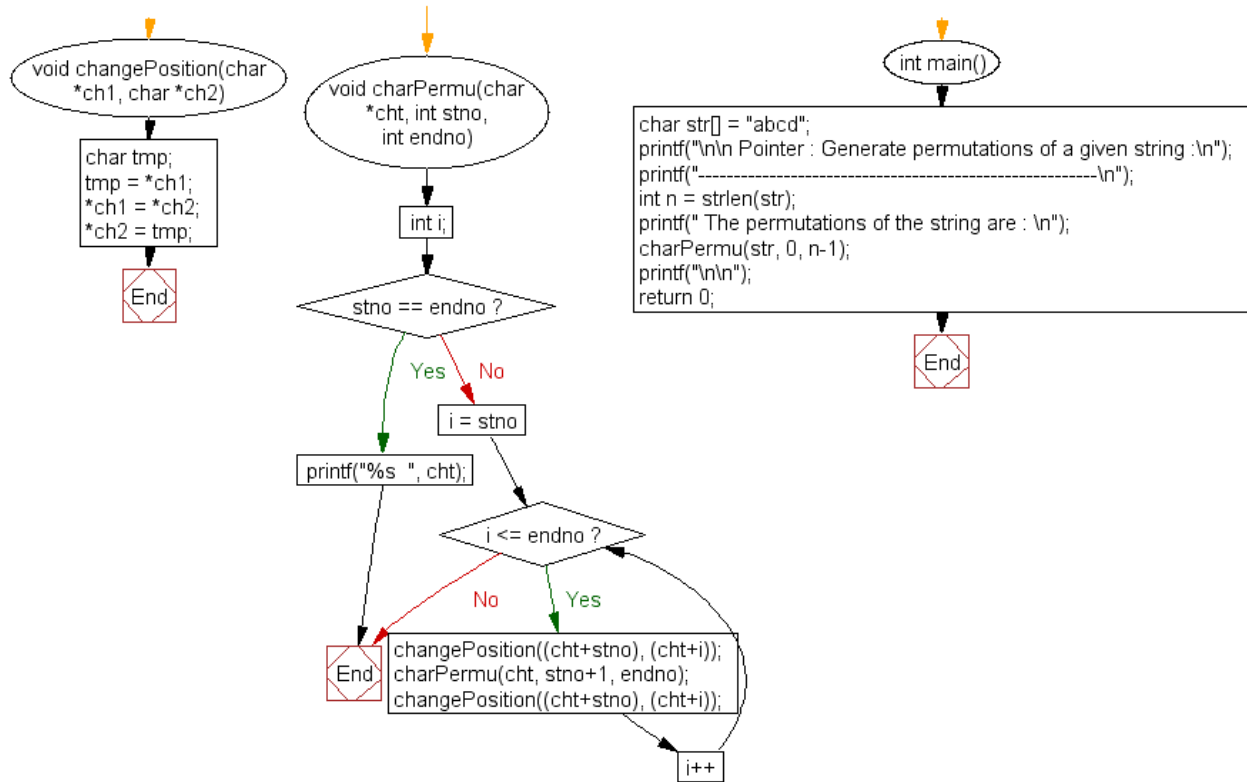 void changePosition(char
*ch1, char *ch2)
char tmp;
tmp = *ch1;
*ch1 = *ch2;
*ch2 = tmp;
End
void charPermu(char
*cht, int stno,
int endno)
int i;
stno == endno ?
Yes
No
i = stno
printf("%s  ", cht);
i <= endno ?
No
Yes
End
changePosition((cht+stno), (cht+i));
charPermu(cht, stno+1, endno);
changePosition((cht+stno), (cht+i));
i++
int main()
char str[] = "abcd";
printf("\n\n Pointer : Generate permutations of a given string :\n");
printf("--------------------------------------------------------\n");
int n = strlen(str);
printf(" The permutations of the string are : \n");
charPermu(str, 0, n-1);
printf("\n\n");
return 0;
End